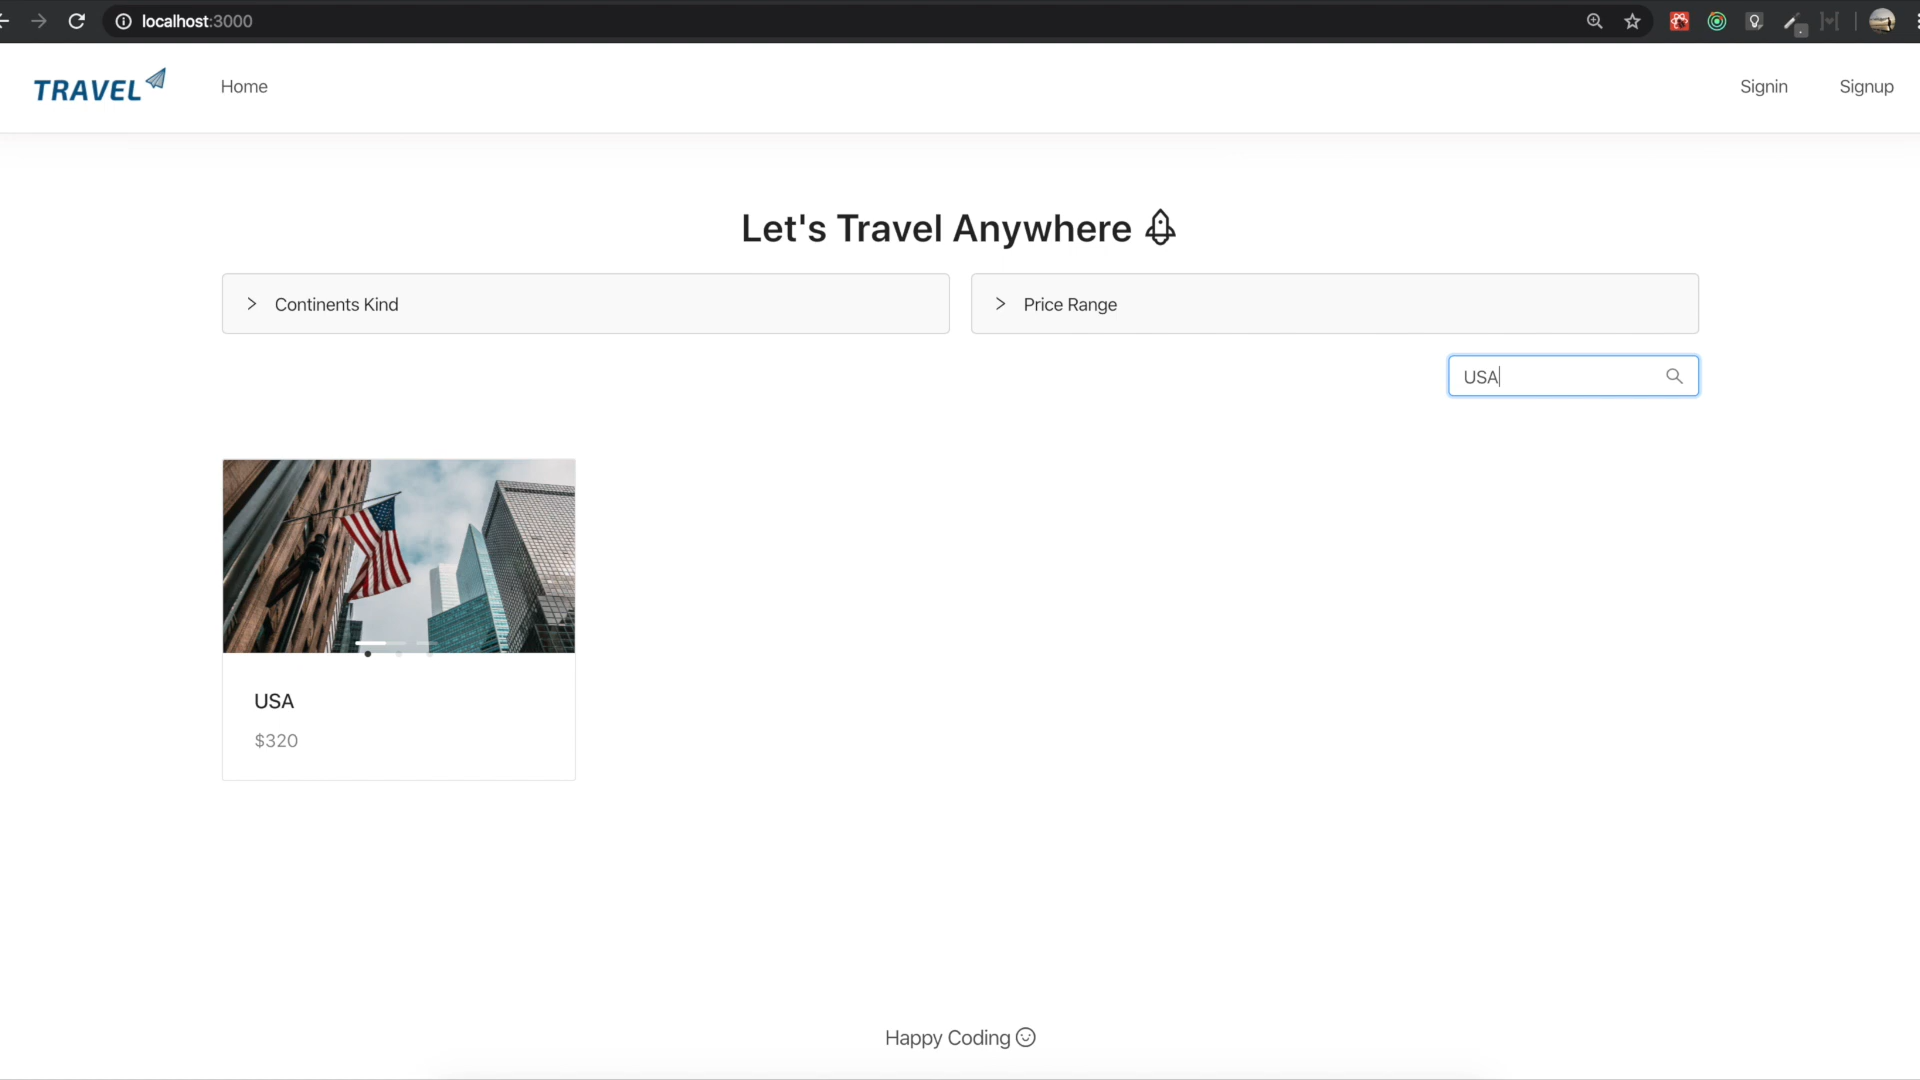 localhost:3000
TRAVEL Home Signin Signup
Let's Travel Anywhere
Continents Kind Price Range
USA
USA
$320
Happy Coding